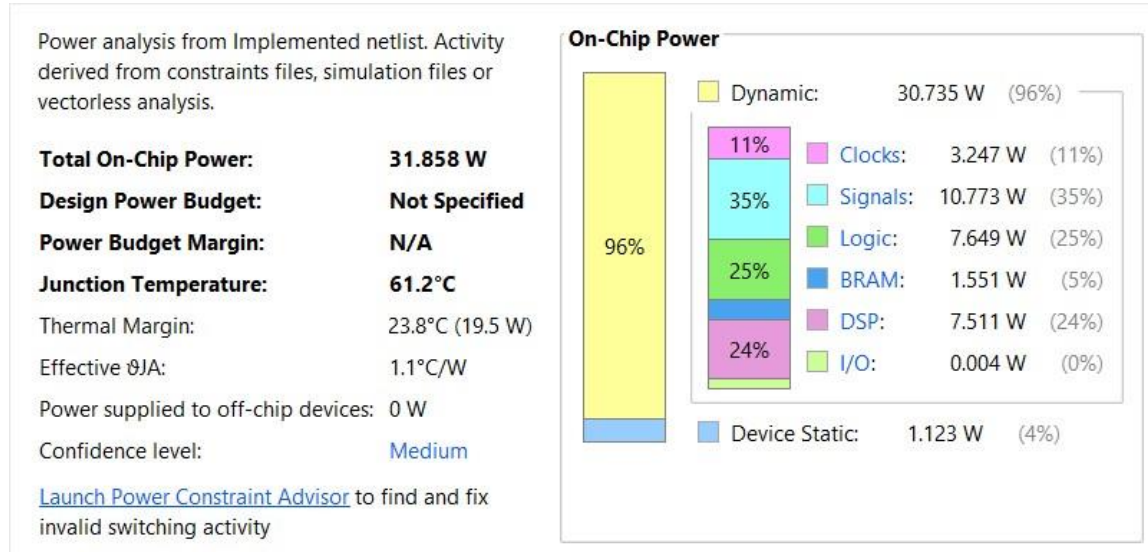 Power analysis from Implemented netlist. Activity
derived from constraints files, simulation files or
vectorless analysis.
Total On-Chip Power: 31.858 W
Design Power Budget: Not Specified
Power Budget Margin: N/A
Junction Temperature: 61.2°C
Thermal Margin: 23.8°C (19.5 W)
Effective ϑJA: 1.1°C/W
Power supplied to off-chip devices: 0 W
Confidence level: Medium
Launch Power Constraint Advisor to find and fix
invalid switching activity
On-Chip Power
96%
Dynamic: 30.735 W (96%)
11%
35%
25%
24%
Clocks: 3.247 W (11%)
Signals: 10.773 W (35%)
Logic: 7.649 W (25%)
BRAM: 1.551 W (5%)
DSP: 7.511 W (24%)
I/O: 0.004 W (0%)
Device Static: 1.123 W (4%)